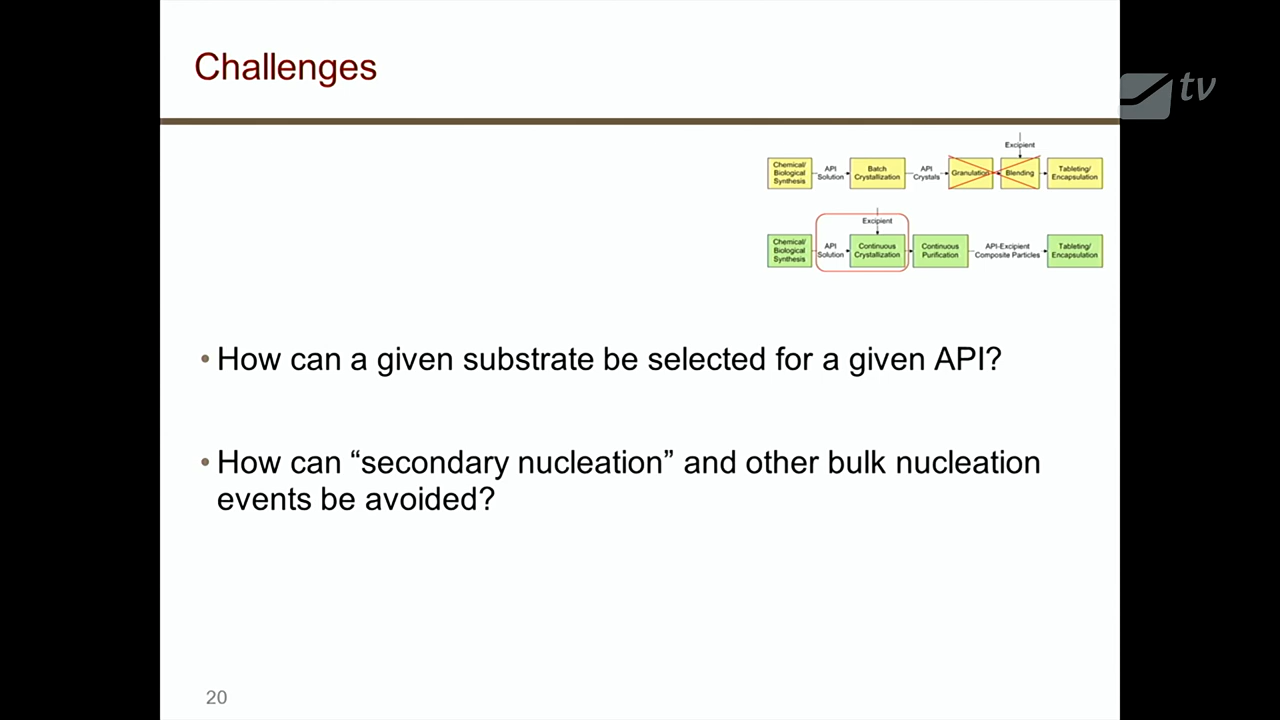 Challenges
tv
Excipient
Chemical/
Biological
Synthesis
API
Solution
Batch
Crystallization
API
Crystals
Granulation
Blending
Tableting/
Encapsulation
Excipient
Chemical/
Biological
Synthesis
API
Solution
Continuous
Crystallization
Continuous
Purification
API-Excipient
Composite Particles
Tableting/
Encapsulation
• How can a given substrate be selected for a given API?
• How can “secondary nucleation” and other bulk nucleation
events be avoided?
20